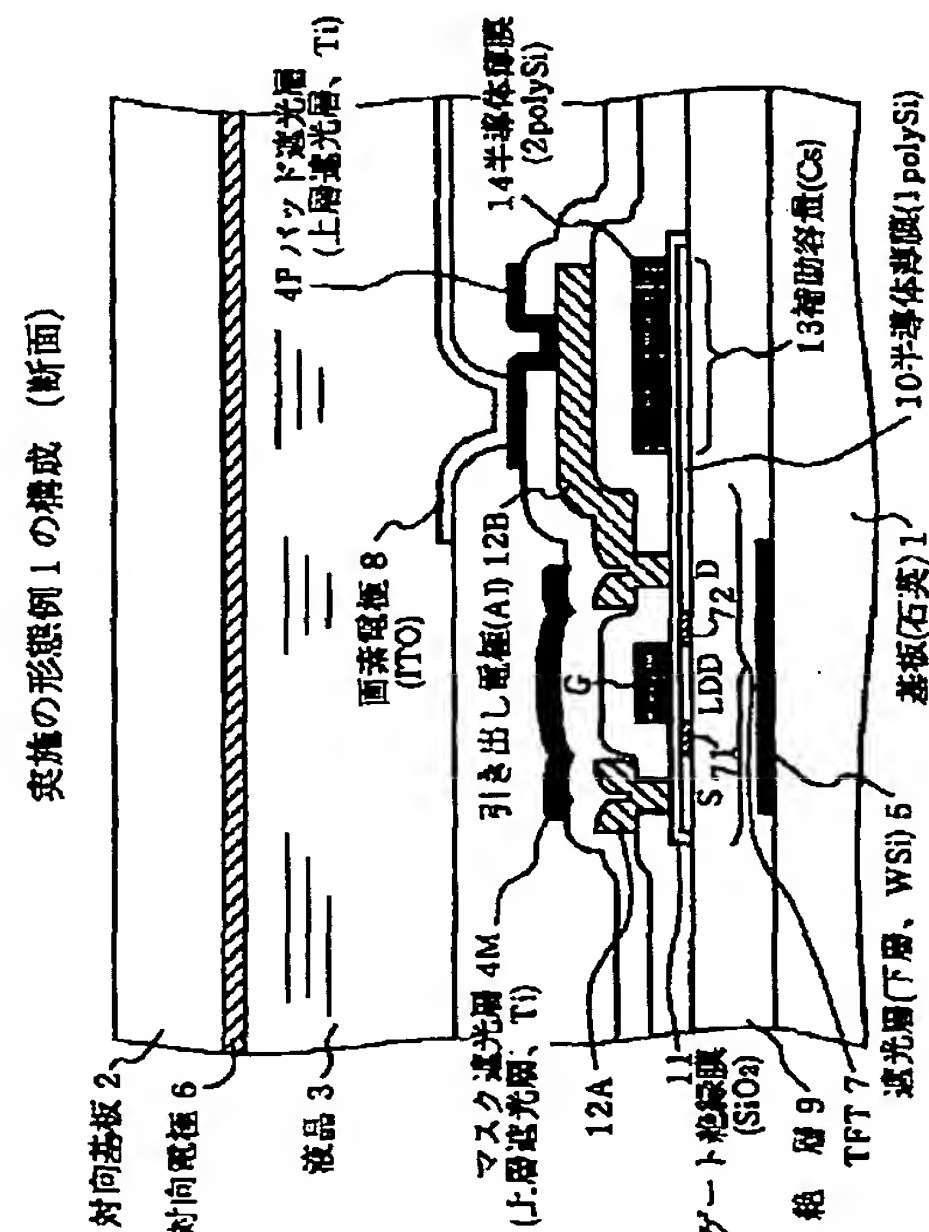 実施の形態例1の構成 (断面)
対向基板 2
対向電極 6
液晶 3
マスク遮光層 4M
(上層遮光層、Ti)
12A
11
ゲート絶縁膜
(SiO2)
絶 層 9
TFT 7
遮光層(下層、WSi) 5
基板(石英) 1
10半導体薄膜(1polySi)
13補助容量(Cs)
14半導体薄膜
(2polySi)
4P パッド遮光層
(上層遮光層、Ti)
画素電極 8
(ITO)
引き出し電極(Al) 12B
G
S
LDD
D
71
72